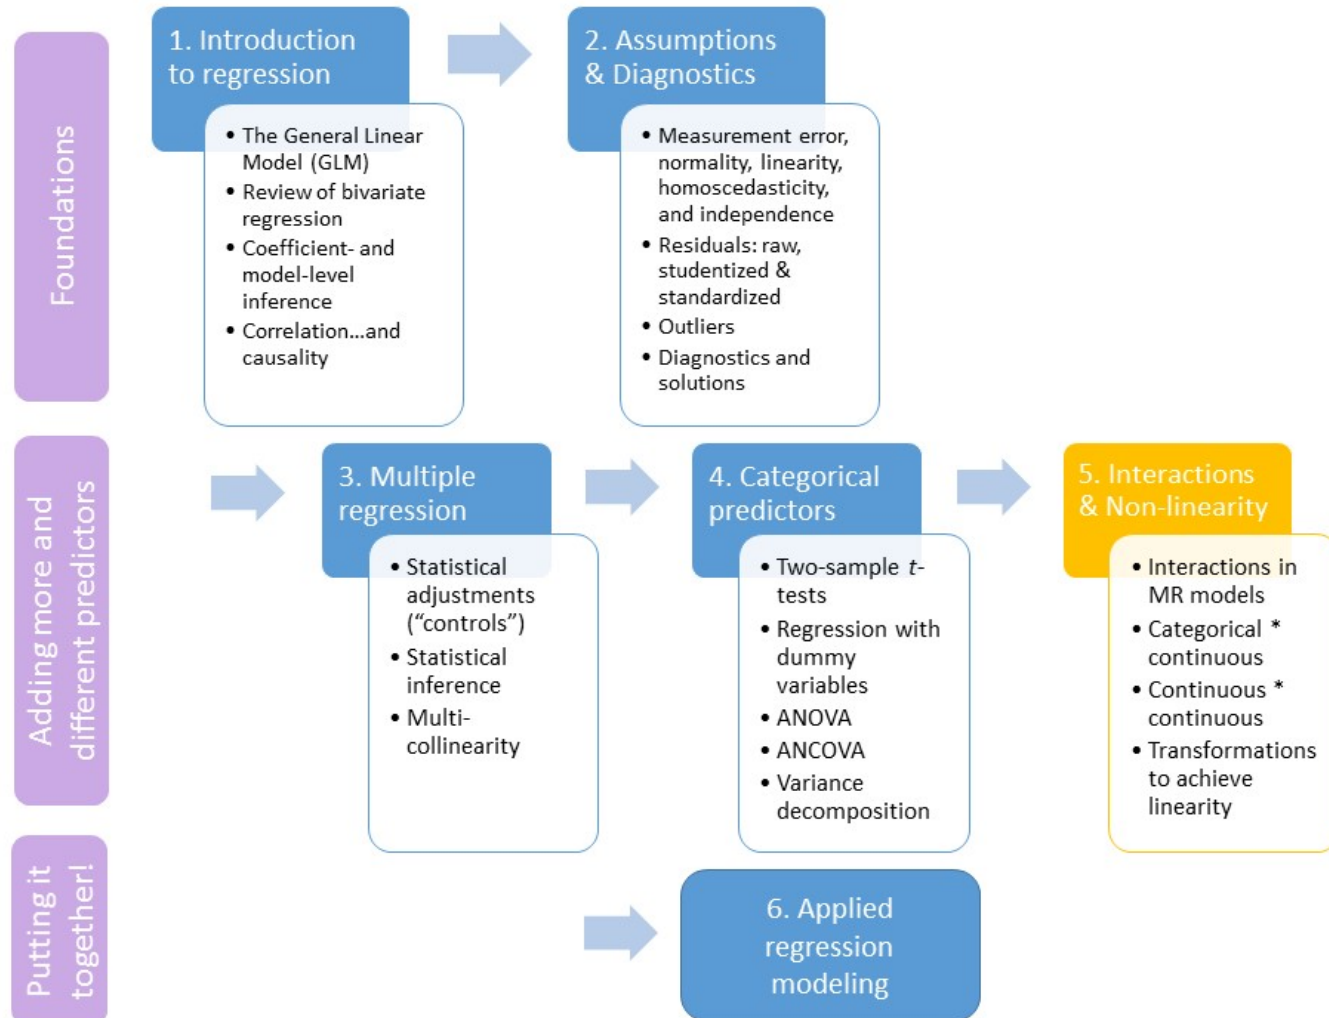 Foundations
1. Introduction
to regression
• The General Linear
Model (GLM)
• Review of bivariate
regression
• Coefficient- and
model-level
inference
• Correlation...and
causality
2. Assumptions
& Diagnostics
• Measurement error,
normality, linearity,
homoscedasticity,
and independence
• Residuals: raw,
studentized &
standardized
• Outliers
• Diagnostics and
solutions
Adding more and
different predictors
3. Multiple
regression
• Statistical
adjustments
(“controls”)
• Statistical
inference
• Multi-
collinearity
4. Categorical
predictors
• Two-sample t-
tests
• Regression with
dummy
variables
• ANOVA
• ANCOVA
• Variance
decomposition
5. Interactions
& Non-linearity
• Interactions in
MR models
• Categorical *
continuous
• Continuous *
continuous
• Transformations
to achieve
linearity
Putting it
together!
6. Applied
regression
modeling